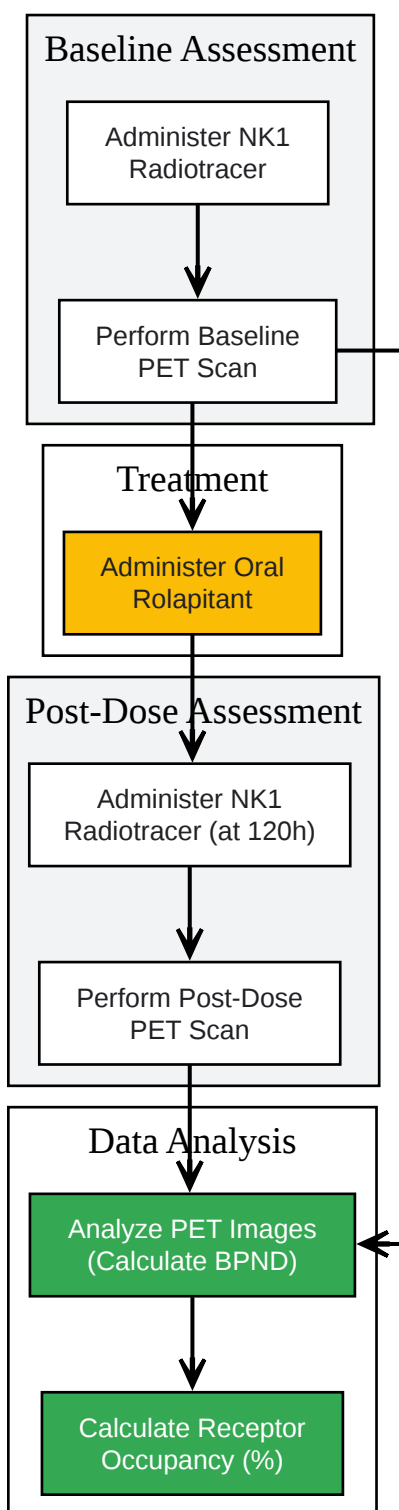 Baseline Assessment
Administer NK1
Radiotracer
Perform Baseline
PET Scan
Treatment
Administer Oral
Rolapitant
Post-Dose Assessment
Administer NK1
Radiotracer (at 120h)
Perform Post-Dose
PET Scan
Data Analysis
Analyze PET Images
(Calculate BPND)
Calculate Receptor
Occupancy (%)